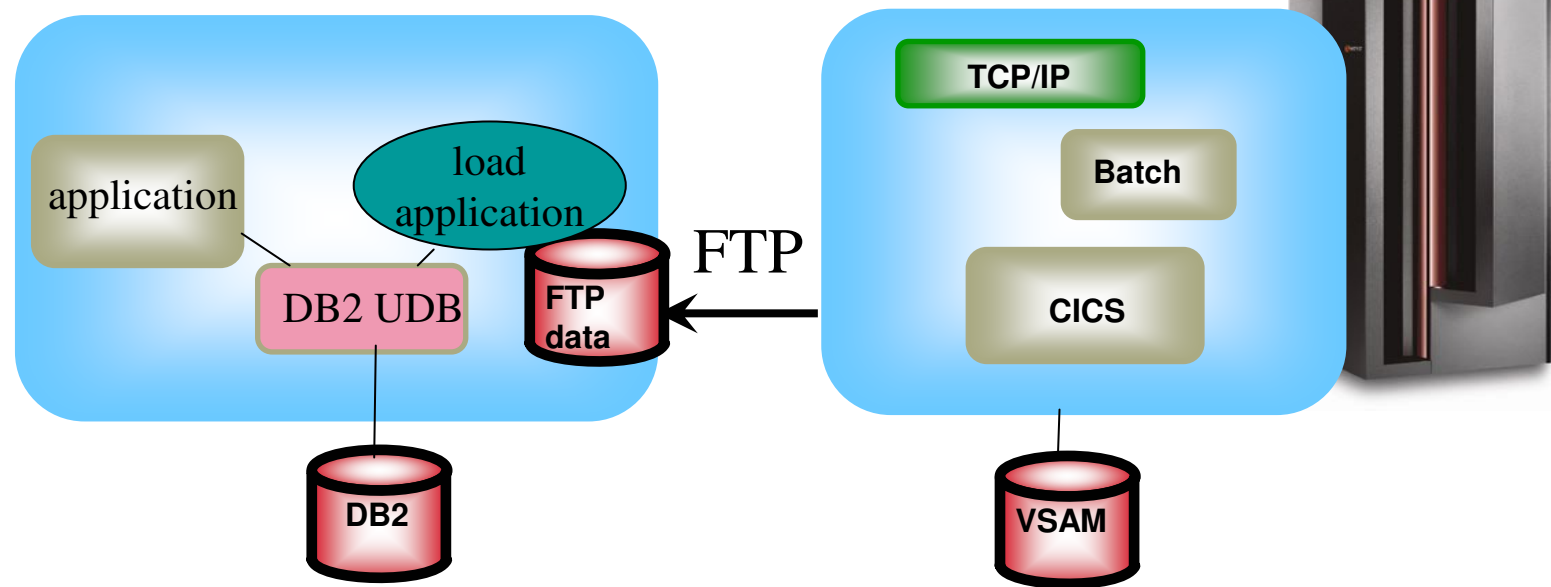 application
load
application
DB2 UDB
FTP
data
DB2
FTP
TCP/IP
Batch
CICS
VSAM